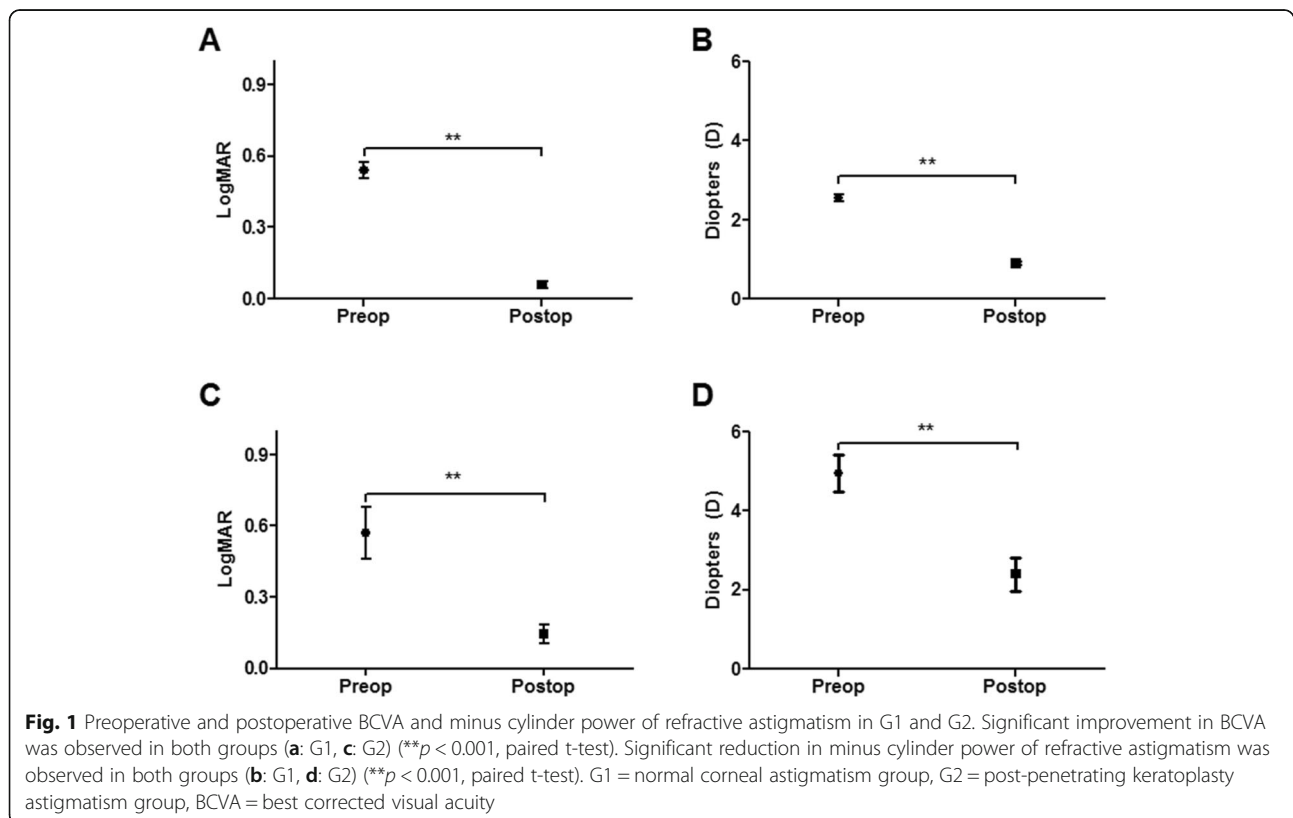 A
B
LogMAR
0.9
0.6
0.3
0.0
**
Preop
Postop
Diopters (D)
6
4
2
0
**
Preop
Postop
C
D
LogMAR
0.9
0.6
0.3
0.0
**
Preop
Postop
Diopters (D)
6
4
2
0
**
Preop
Postop
Fig. 1 Preoperative and postoperative BCVA and minus cylinder power of refractive astigmatism in G1 and G2. Significant improvement in BCVA
was observed in both groups (a: G1, c: G2) (**p < 0.001, paired t-test). Significant reduction in minus cylinder power of refractive astigmatism was
observed in both groups (b: G1, d: G2) (**p < 0.001, paired t-test). G1 = normal corneal astigmatism group, G2 = post-penetrating keratoplasty
astigmatism group, BCVA = best corrected visual acuity